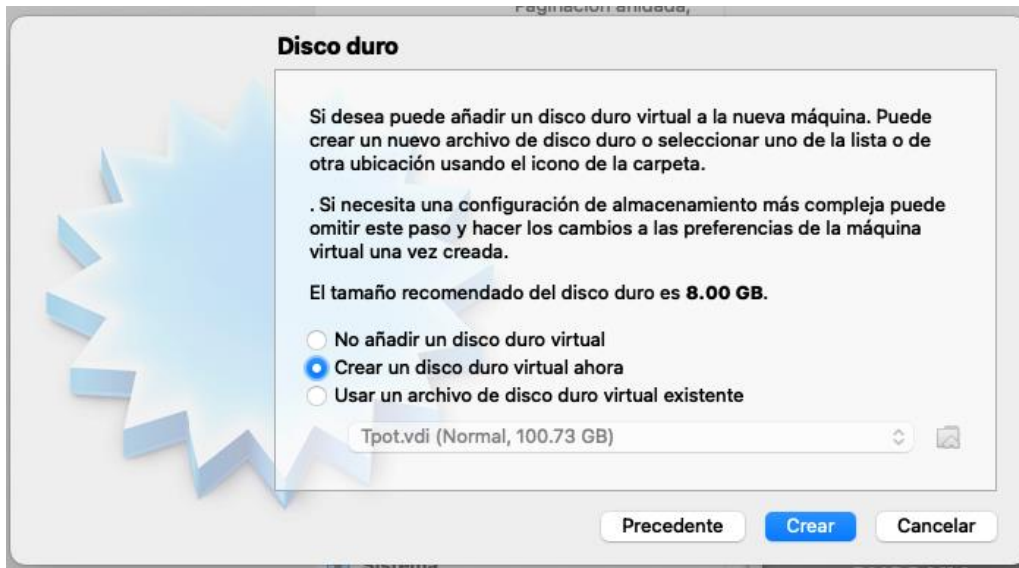 Paginación anidada,
Disco duro
Si desea puede añadir un disco duro virtual a la nueva máquina. Puede
crear un nuevo archivo de disco duro o seleccionar uno de la lista o de
otra ubicación usando el icono de la carpeta.
. Si necesita una configuración de almacenamiento más compleja puede
omitir este paso y hacer los cambios a las preferencias de la máquina
virtual una vez creada.
El tamaño recomendado del disco duro es 8.00 GB.
No añadir un disco duro virtual
Crear un disco duro virtual ahora
Usar un archivo de disco duro virtual existente
Tpot.vdi (Normal, 100.73 GB)
Precedente Crear Cancelar
Sistema